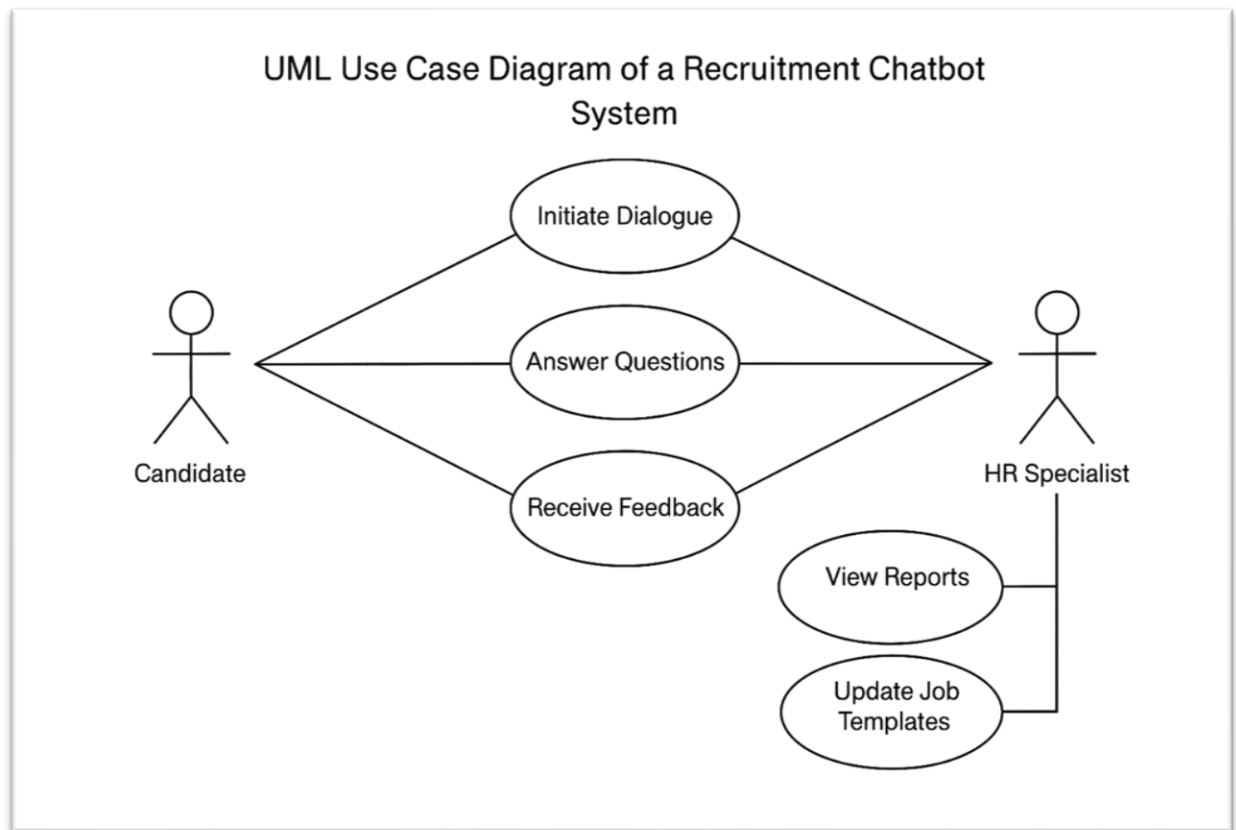 UML Use Case Diagram of a Recruitment Chatbot
System
Initiate Dialogue
Answer Questions
Candidate
HR Specialist
Receive Feedback
View Reports
Update Job
Templates